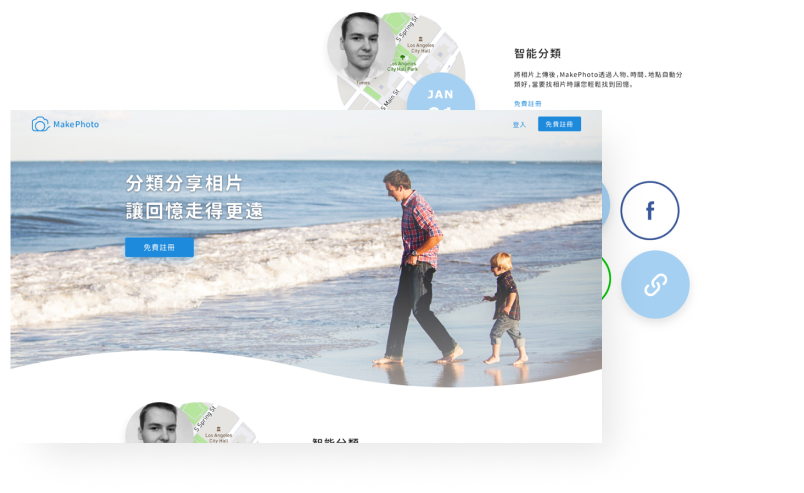 S Spring St
Los Angeles
City Hall
Los Angeles
City Hall Park
Times
S Main St
JAN
智能分類
將相片上傳後，MakePhoto透過人物、時間、地點自動分
類好，當要找相片時讓您輕鬆找到回憶。
免費註冊
MakePhoto
登入
免費註冊
分類分享相片
讓回憶走得更遠
免費註冊
f
S Spring St
Los Angeles
City Hall
智能分類